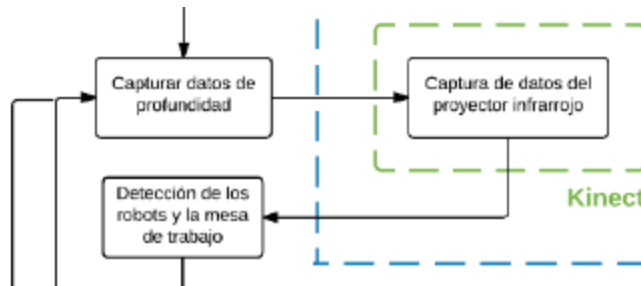 Capturar datos de
profundidad
Captura de datos del
proyector infrarrojo
Kinect
Detección de los
robots y la mesa
de trabajo